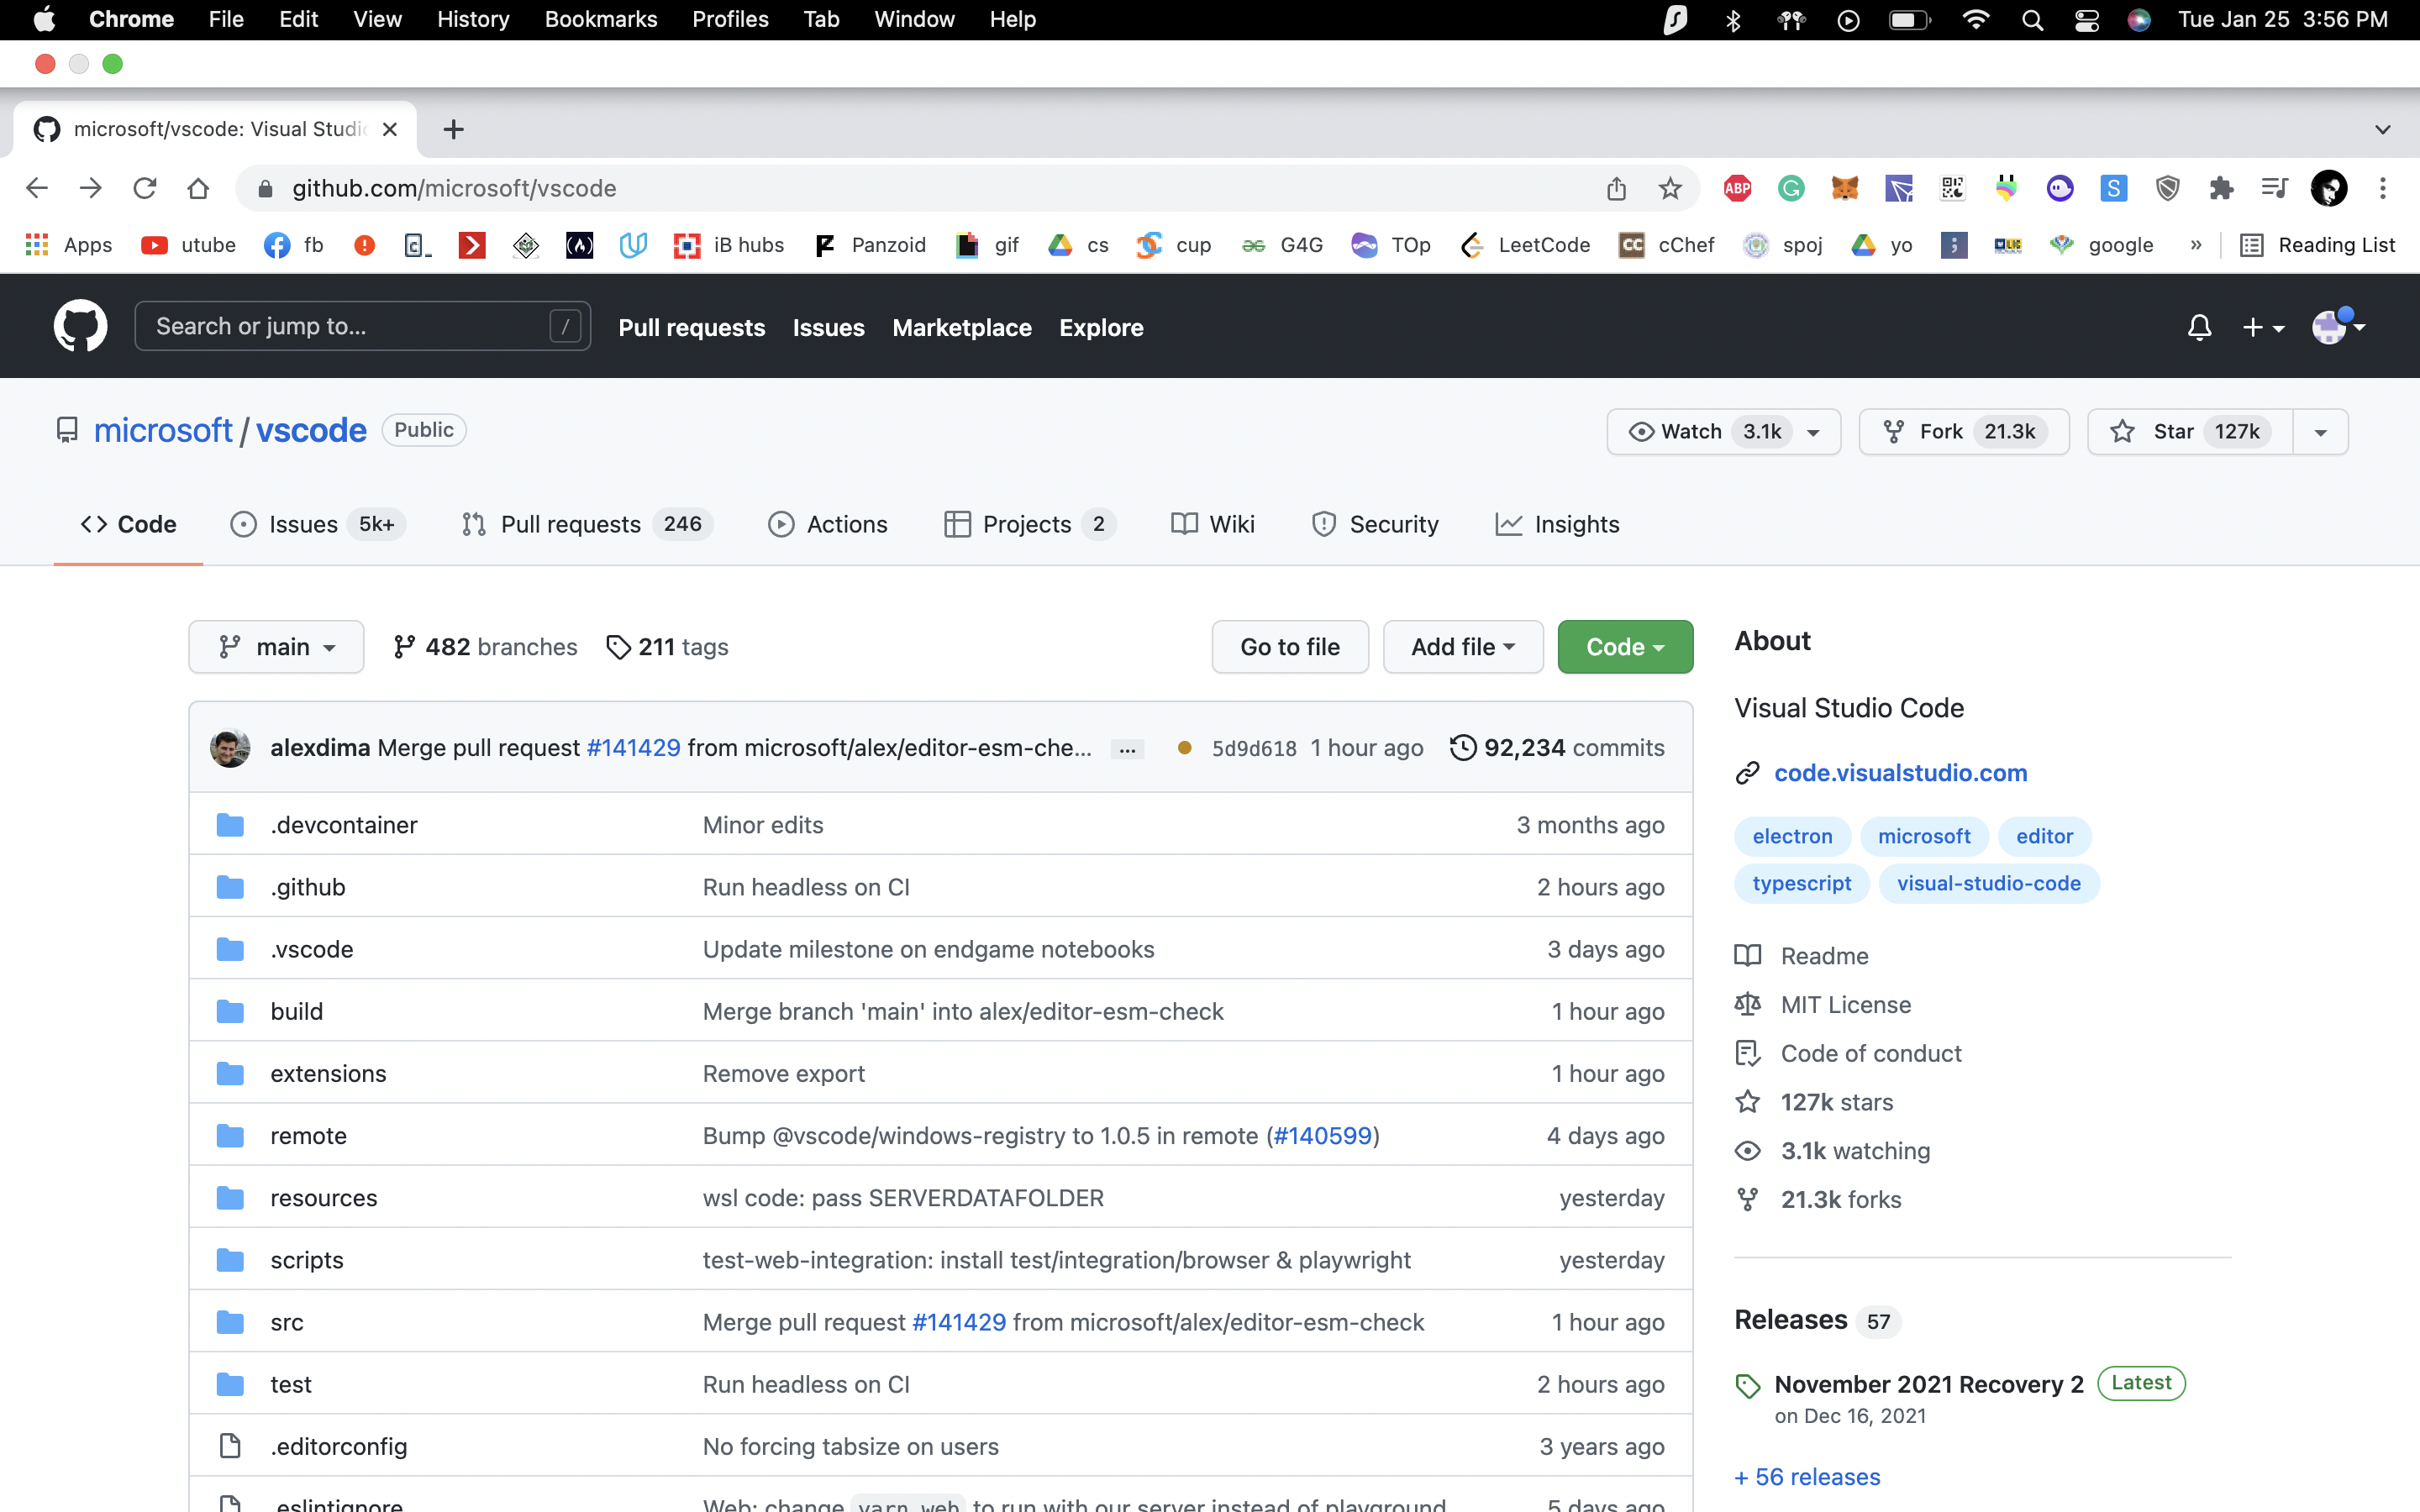 Chrome File Edit View History Bookmarks Profiles Tab Window Help Tue Jan 25 3:56 PM
microsoft/vscode: Visual Studi
github.com/microsoft/vscode ABP G S
Apps utube fb iB hubs Panzoid gif cs cup G4G TOp LeetCode CC cChef spoj yo google » Reading List
Search or jump to... / Pull requests Issues Marketplace Explore
microsoft / vscode Public Watch 3.1k Fork 21.3k Star 127k
Code Issues 5k+ Pull requests 246 Actions Projects 2 Wiki Security Insights
main 482 branches 211 tags Go to file Add file Code
alexdima Merge pull request #141429 from microsoft/alex/editor-esm-che... ... 5d9d618 1 hour ago 92,234 commits
.devcontainer Minor edits 3 months ago
.github Run headless on CI 2 hours ago
.vscode Update milestone on endgame notebooks 3 days ago
build Merge branch 'main' into alex/editor-esm-check 1 hour ago
extensions Remove export 1 hour ago
remote Bump @vscode/windows-registry to 1.0.5 in remote (#140599) 4 days ago
resources wsl code: pass SERVERDATAFOLDER yesterday
scripts test-web-integration: install test/integration/browser & playwright yesterday
src Merge pull request #141429 from microsoft/alex/editor-esm-check 1 hour ago
test Run headless on CI 2 hours ago
.editorconfig No forcing tabsize on users 3 years ago
.eslintignore Web: change yarn web to run with our server instead of playground 5 days ago
About
Visual Studio Code
code.visualstudio.com
electron microsoft editor
typescript visual-studio-code
Readme
MIT License
Code of conduct
127k stars
3.1k watching
21.3k forks
Releases 57
November 2021 Recovery 2 Latest
on Dec 16, 2021
+ 56 releases